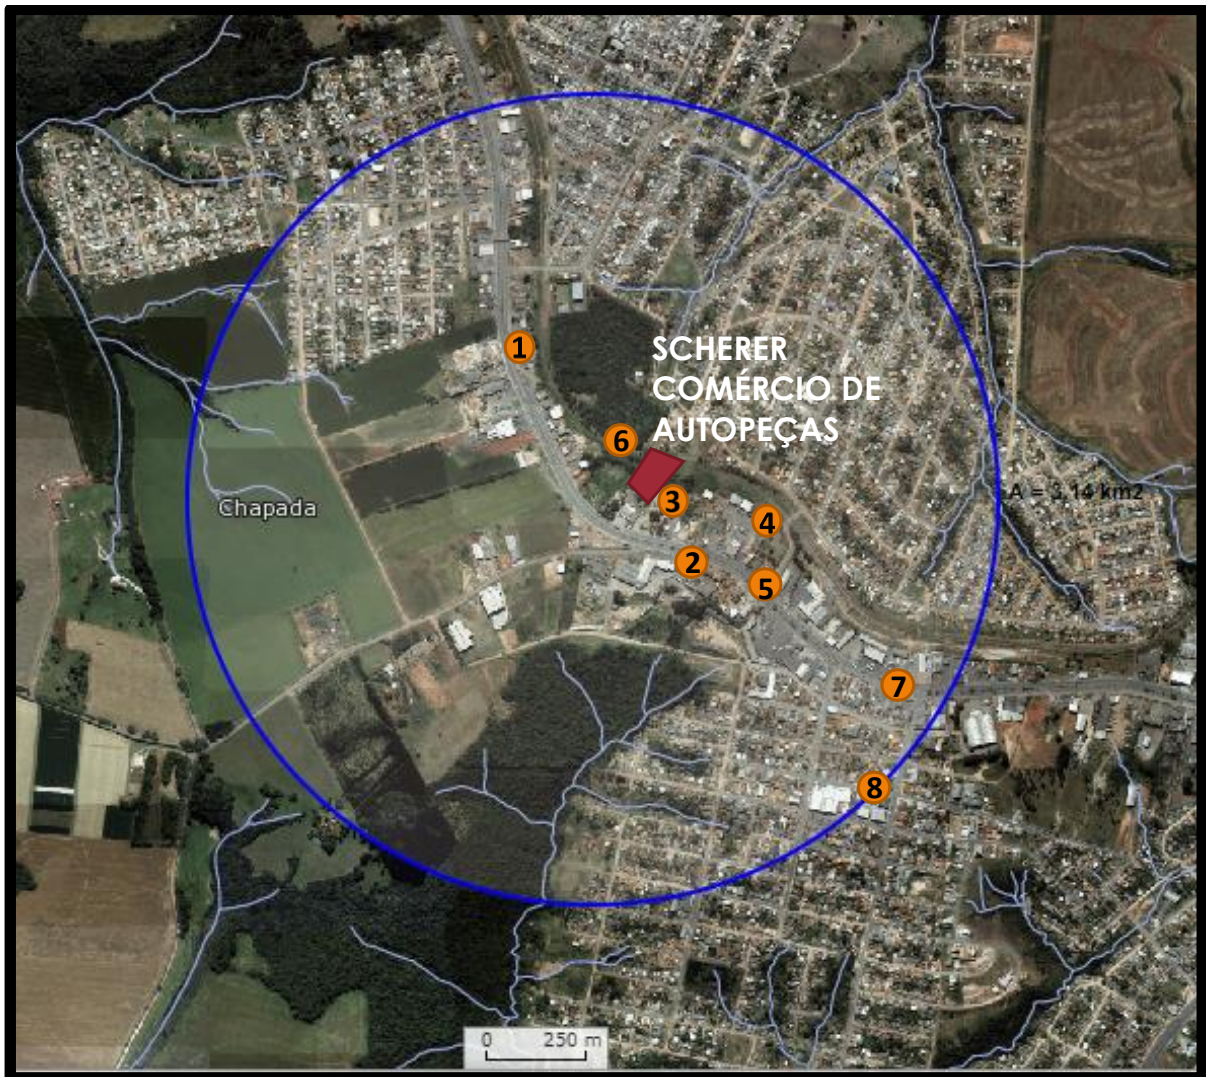 1
SCHERER
COMÉRCIO DE
AUTOPEÇAS
6
3
A = 3,14 km2
Chapada
4
2
5
7
8
0 250 m